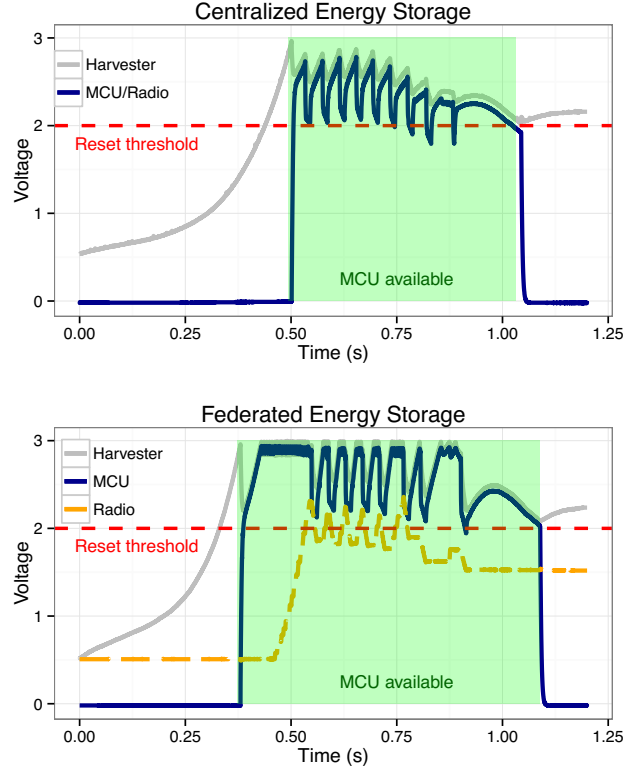 Centralized Energy Storage
3
2
1
0
Voltage
Harvester
MCU/Radio
Reset threshold
MCU available
0.00 0.25 0.50 0.75 1.00 1.25
Time (s)
Federated Energy Storage
3
2
1
0
Voltage
Harvester
MCU
Radio
Reset threshold
MCU available
0.00 0.25 0.50 0.75 1.00 1.25
Time (s)